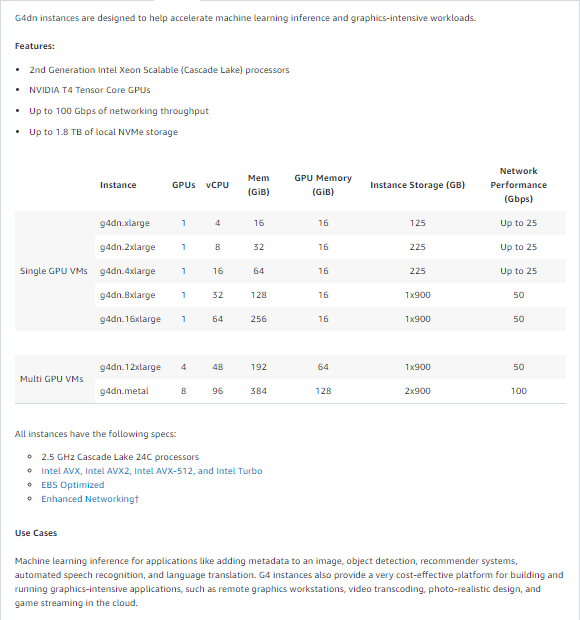 G4dn instances are designed to help accelerate machine learning inference and graphics-intensive workloads.
Features:
• 2nd Generation Intel Xeon Scalable (Cascade Lake) processors
• NVIDIA T4 Tensor Core GPUs
• Up to 100 Gbps of networking throughput
• Up to 1.8 TB of local NVMe storage
Instance GPUs vCPU Mem (GiB) GPU Memory (GiB) Instance Storage (GB) Network Performance (Gbps)
Single GPU VMs
g4dn.xlarge 1 4 16 16 125 Up to 25
g4dn.2xlarge 1 8 32 16 225 Up to 25
g4dn.4xlarge 1 16 64 16 225 Up to 25
g4dn.8xlarge 1 32 128 16 1x900 50
g4dn.16xlarge 1 64 256 16 1x900 50
Multi GPU VMs
g4dn.12xlarge 4 48 192 64 1x900 50
g4dn.metal 8 96 384 128 2x900 100
All instances have the following specs:
2.5 GHz Cascade Lake 24C processors
Intel AVX, Intel AVX2, Intel AVX-512, and Intel Turbo
EBS Optimized
Enhanced Networking†
Use Cases
Machine learning inference for applications like adding metadata to an image, object detection, recommender systems,
automated speech recognition, and language translation. G4 instances also provide a very cost-effective platform for building and
running graphics-intensive applications, such as remote graphics workstations, video transcoding, photo-realistic design, and
game streaming in the cloud.